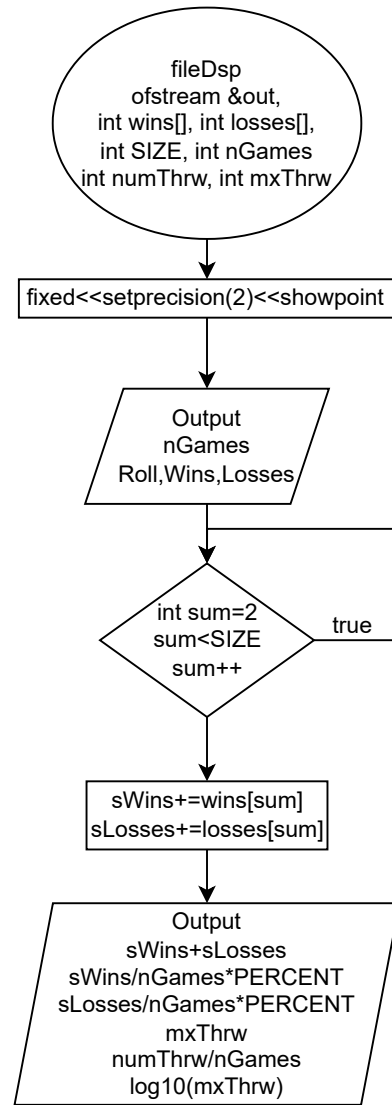 fileDsp
ofstream &out,
int wins[], int losses[],
int SIZE, int nGames
int numThrw, int mxThrw
fixed<<setprecision(2)<<showpoint
Output
nGames
Roll,Wins,Losses
int sum=2
sum<SIZE
sum++
true
sWins+=wins[sum]
sLosses+=losses[sum]
Output
sWins+sLosses
sWins/nGames*PERCENT
sLosses/nGames*PERCENT
mxThrw
numThrw/nGames
log10(mxThrw)